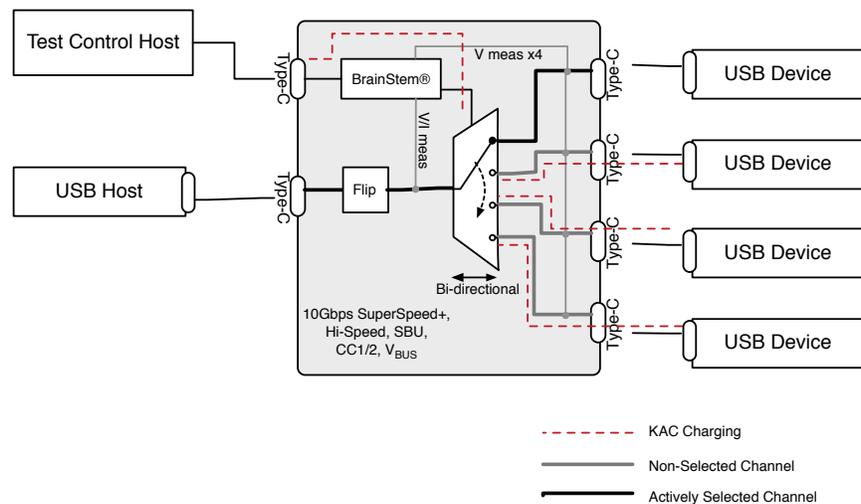 Test Control Host
Type-C
BrainStem®
V meas x4
Type-C
USB Device
V/I meas
USB Host
Type-C
Flip
Type-C
USB Device
Type-C
USB Device
Bi-directional
10Gbps SuperSpeed+,
Hi-Speed, SBU,
CC1/2, VBUS
Type-C
USB Device
KAC Charging
Non-Selected Channel
Actively Selected Channel